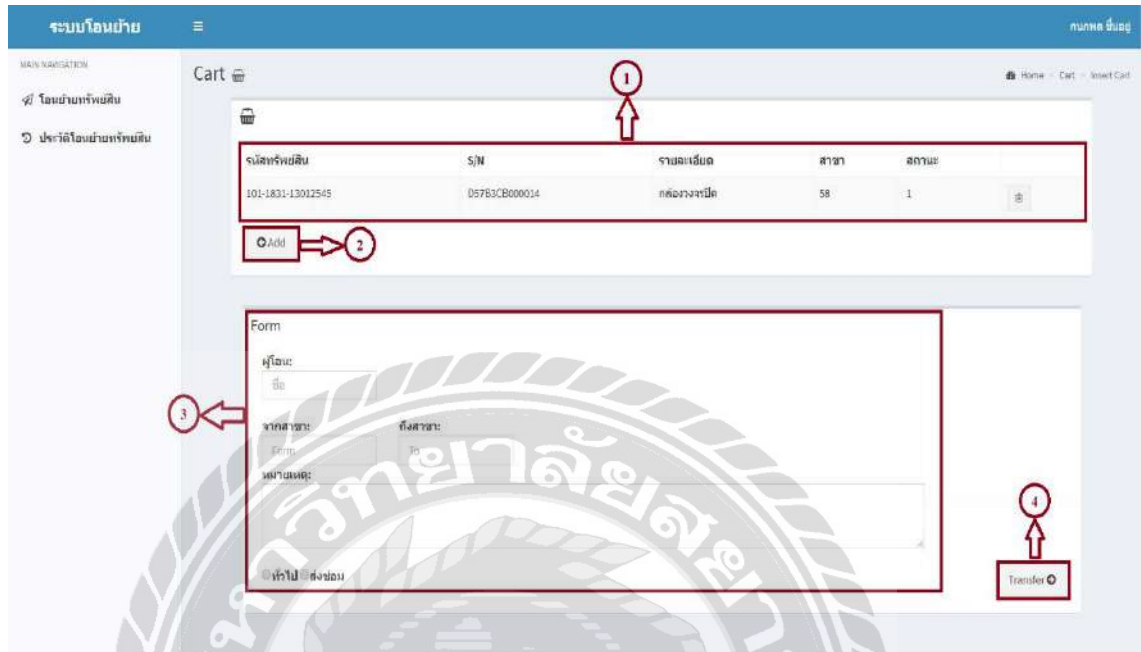 ระบบโอนย้าย
กนกพล ชื่นอยู่
MAIN NAVIGATION
โอนย้ายทรัพย์สิน
ประวัติโอนย้ายทรัพย์สิน
Cart
Home Cart Insert Cart
1
รหัสทรัพย์สิน S/N รายละเอียด สาขา สถานะ
101-1831-13012545 D57B3CB000014 กล่องวงจรปิด 58 1
Add 2
Form
ผู้โอน:
ชื่อ
3
จากสาขา: ถึงสาขา:
Form To
หมายเหตุ:
4
ทั่วไป ส่งซ่อม
Transfer